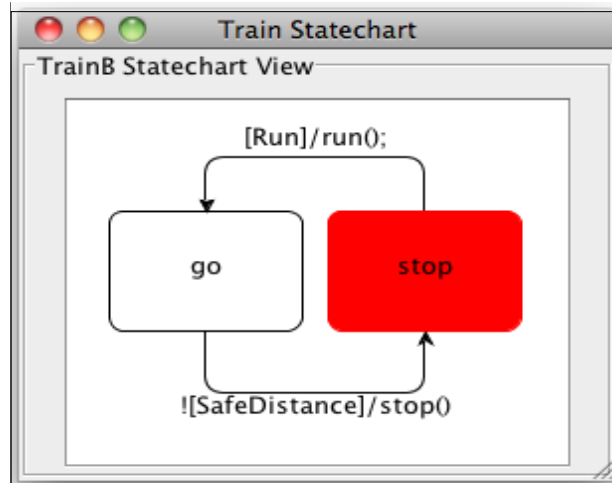 Train Statechart
TrainB Statechart View
[Run]/run();
go
stop
![SafeDistance]/stop()